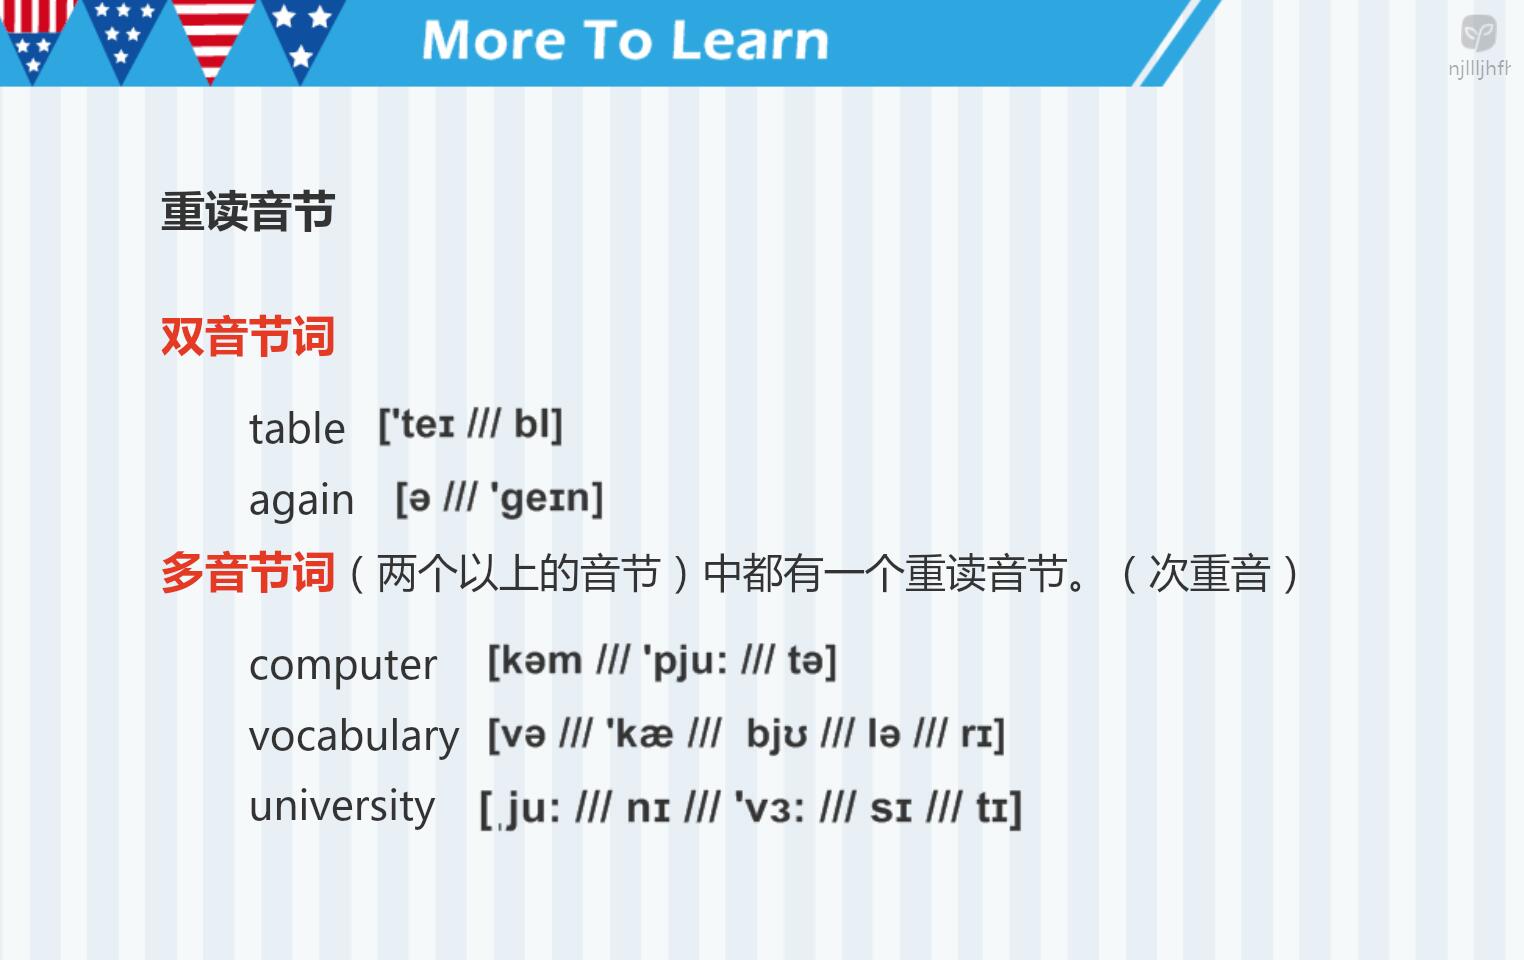 More To Learn
njllljhfh
重读音节
双音节词
table ['teɪ /// bl]
again [ə /// 'geɪn]
多音节词（两个以上的音节）中都有一个重读音节。（次重音）
computer [kəm /// 'pju: /// tə]
vocabulary [və /// 'kæ /// bjʊ /// lə /// rɪ]
university [ˌju: /// nɪ /// 'vɜ: /// sɪ /// tɪ]